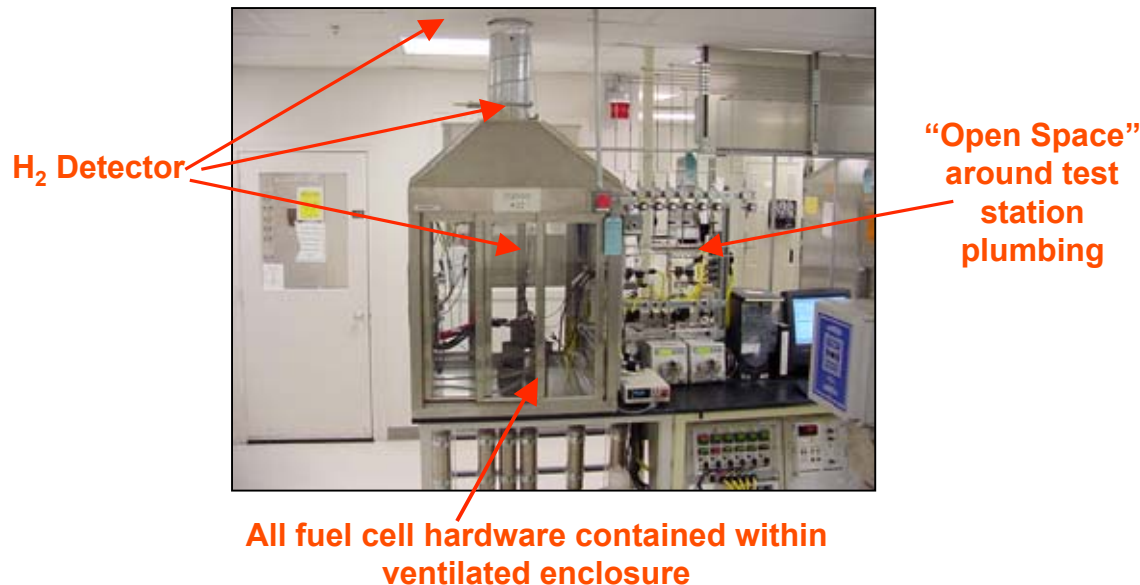 H₂ Detector
“Open Space”
around test
station
plumbing
All fuel cell hardware contained within
ventilated enclosure